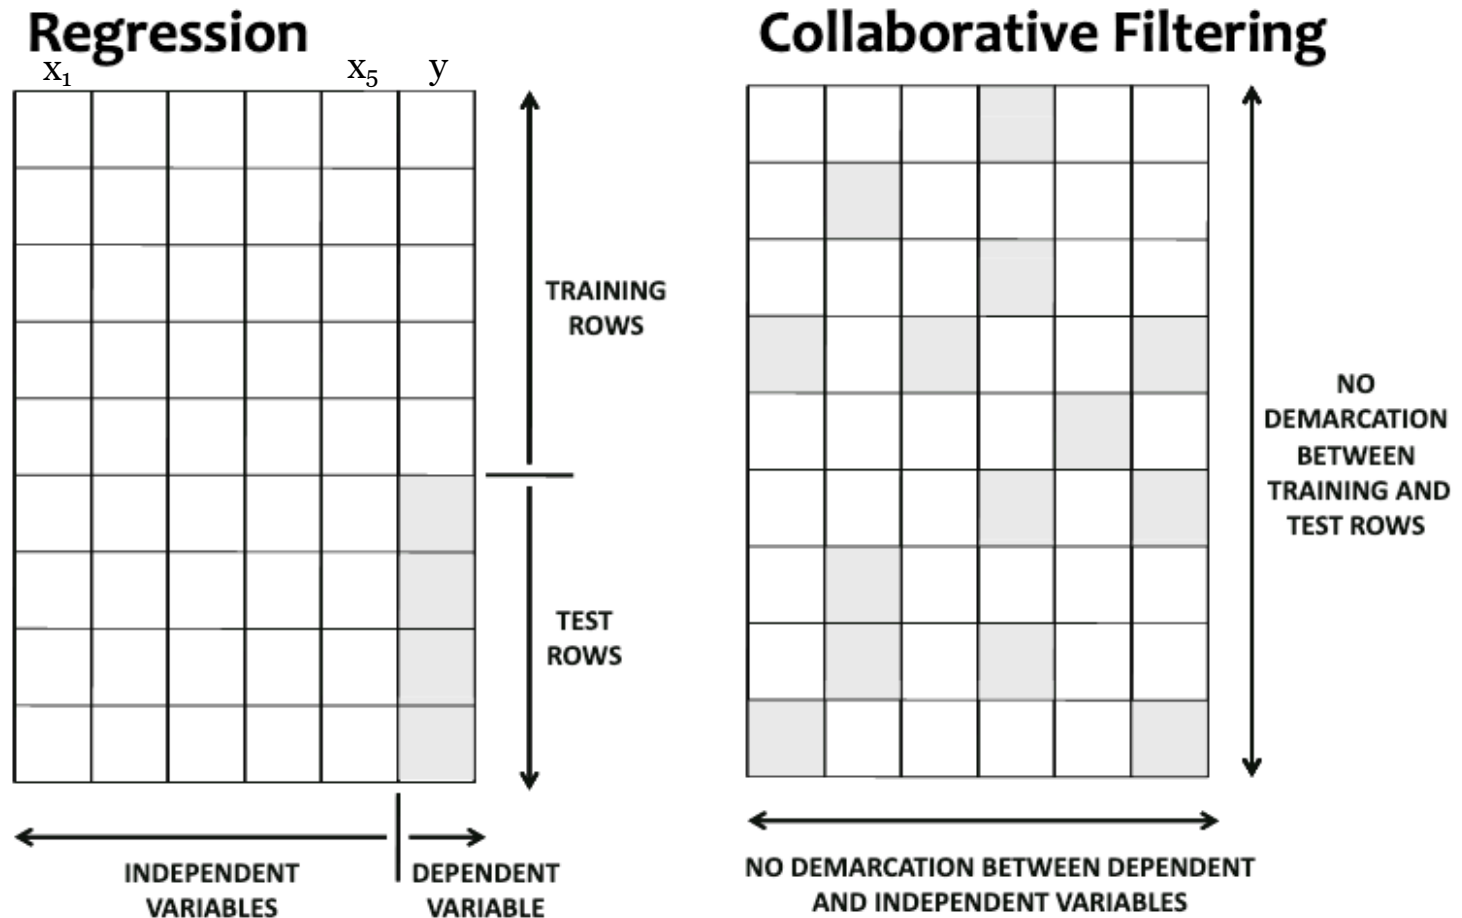 Regression
x₁ x₅ y
TRAINING
ROWS
TEST
ROWS
INDEPENDENT
VARIABLES
DEPENDENT
VARIABLE
Collaborative Filtering
NO
DEMARCATION
BETWEEN
TRAINING AND
TEST ROWS
NO DEMARCATION BETWEEN DEPENDENT
AND INDEPENDENT VARIABLES